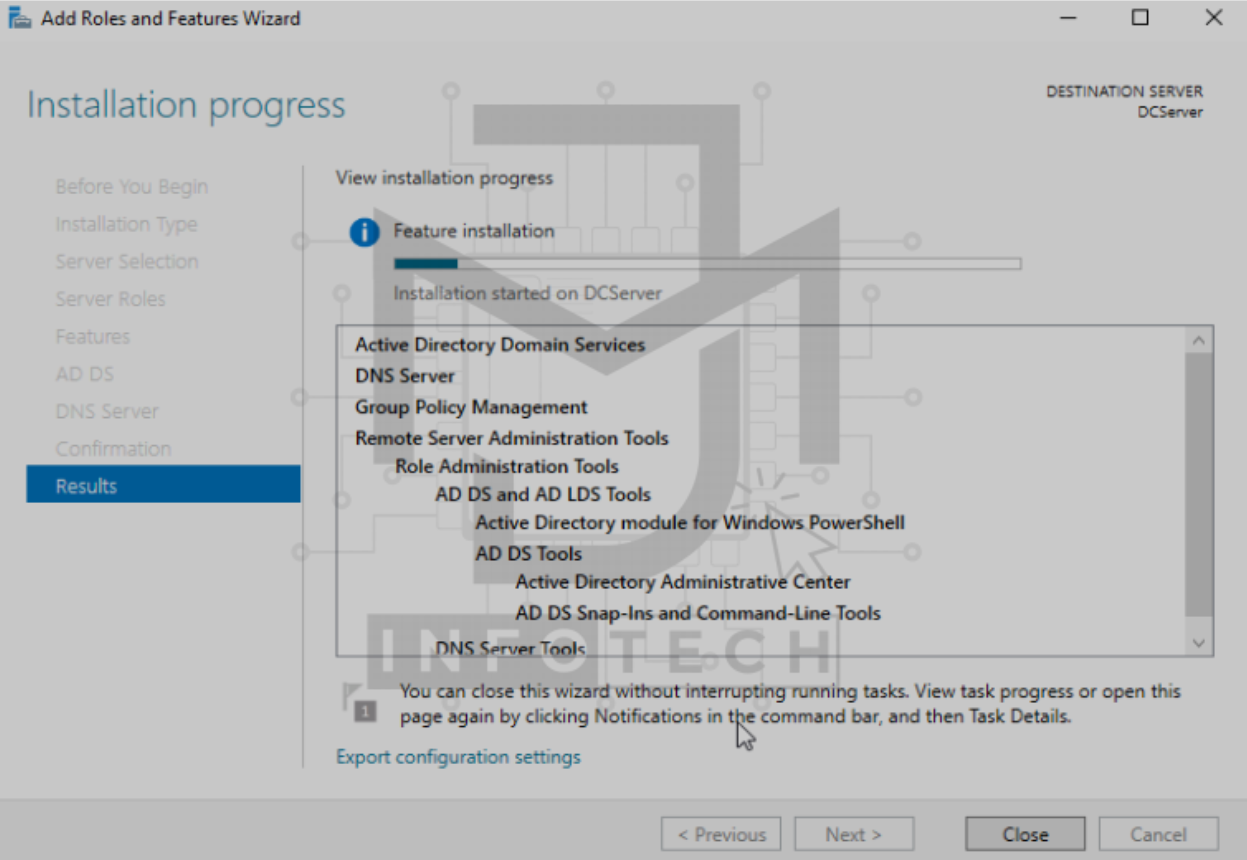 Add Roles and Features Wizard
Installation progress
DESTINATION SERVER
DCServer
Before You Begin
Installation Type
Server Selection
Server Roles
Features
AD DS
DNS Server
Confirmation
Results
View installation progress
Feature installation
Installation started on DCServer
Active Directory Domain Services
DNS Server
Group Policy Management
Remote Server Administration Tools
Role Administration Tools
AD DS and AD LDS Tools
Active Directory module for Windows PowerShell
AD DS Tools
Active Directory Administrative Center
AD DS Snap-Ins and Command-Line Tools
DNS Server Tools
INFOTECH
1
You can close this wizard without interrupting running tasks. View task progress or open this
page again by clicking Notifications in the command bar, and then Task Details.
Export configuration settings
< Previous
Next >
Close
Cancel